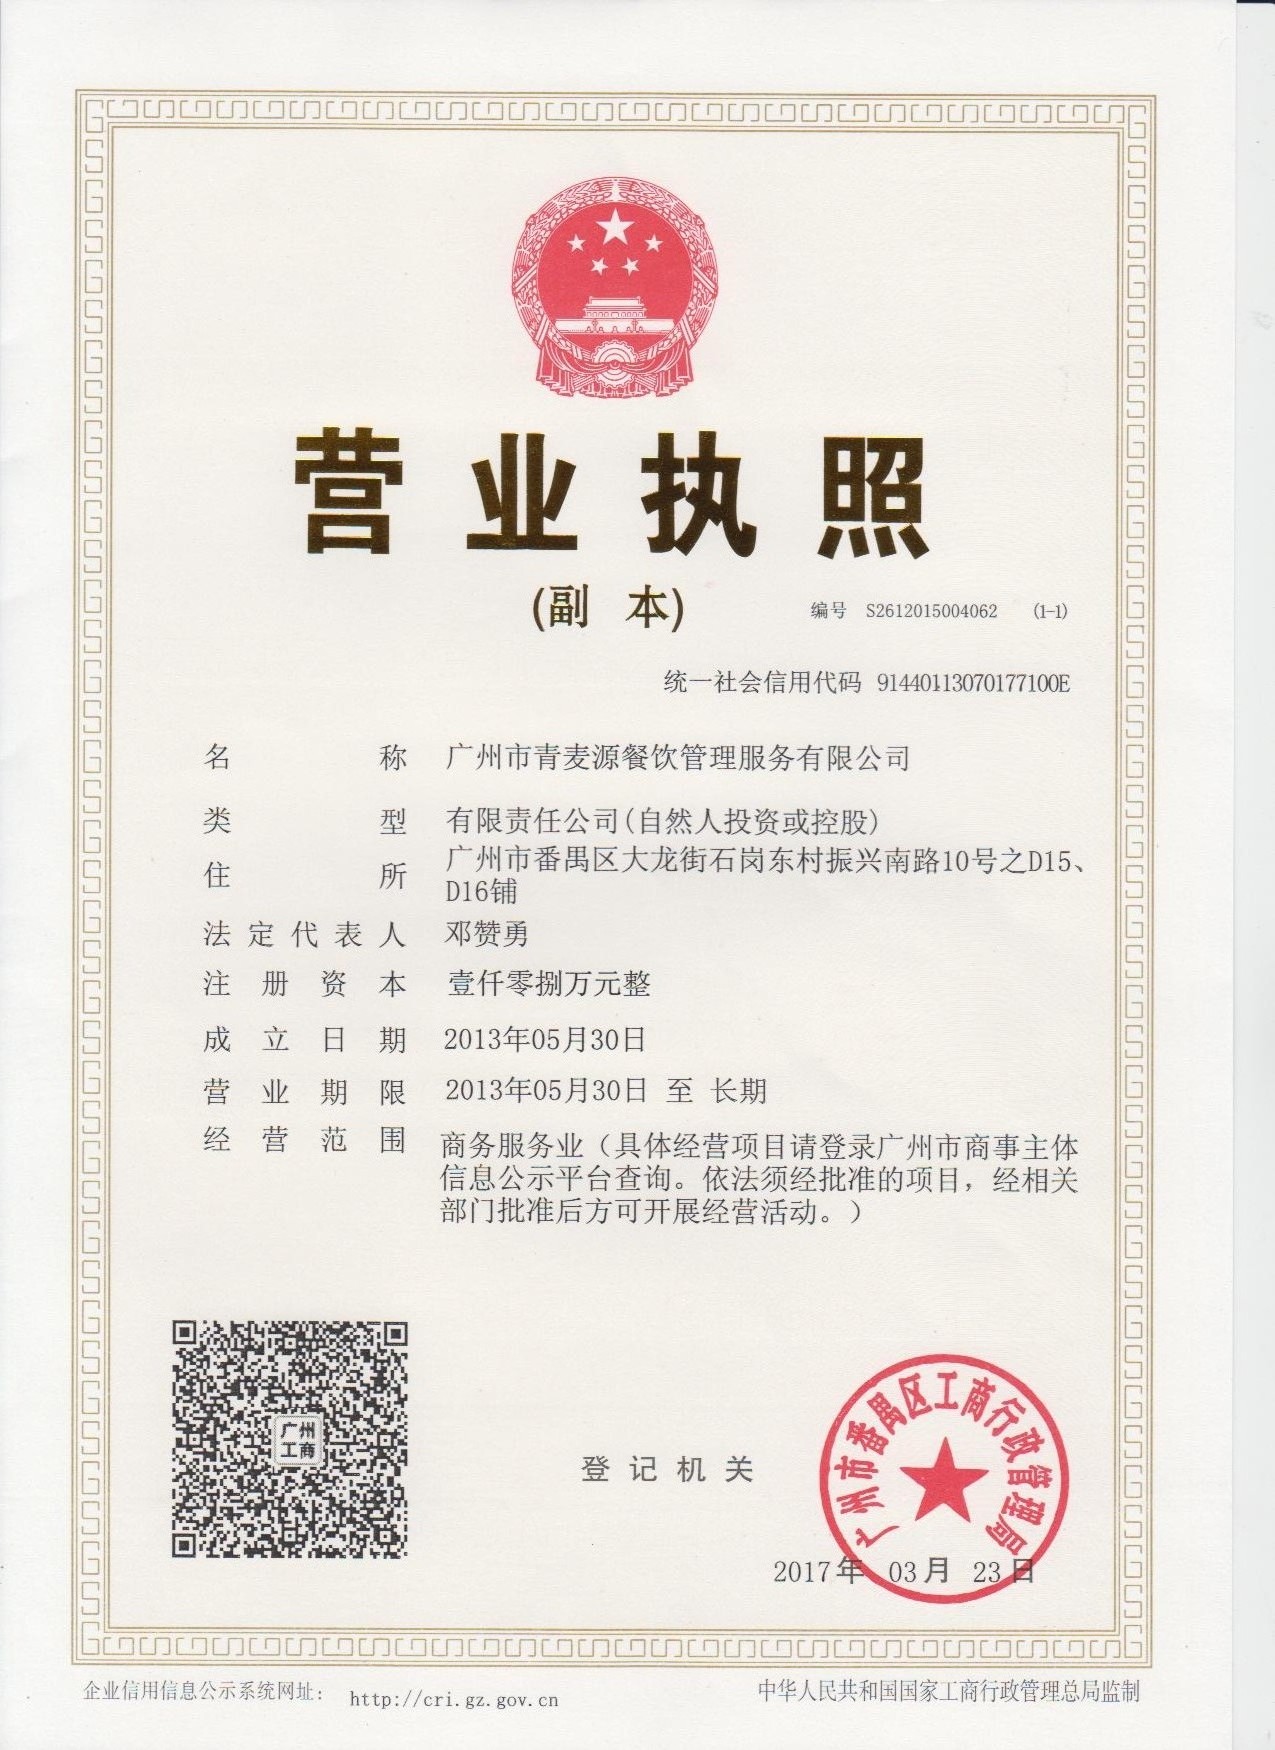 营业执照
(副 本)
编号 S2612015004062 (1-1)
统一社会信用代码 91440113070177100E
名称 广州市青麦源餐饮管理服务有限公司
类型 有限责任公司(自然人投资或控股)
住所 广州市番禺区大龙街石岗东村振兴南路10号之D15、
D16铺
法定代表人 邓赞勇
注册资本 壹仟零捌万元整
成立日期 2013年05月30日
营业期限 2013年05月30日 至 长期
经营范围 商务服务业（具体经营项目请登录广州市商事主体
信息公示平台查询。依法须经批准的项目，经相关
部门批准后方可开展经营活动。）
广州
工商
登记机关
广州市番禺区工商行政管理局
2017年 03月 23日
企业信用信息公示系统网址： http://cri.gz.gov.cn
中华人民共和国国家工商行政管理总局监制